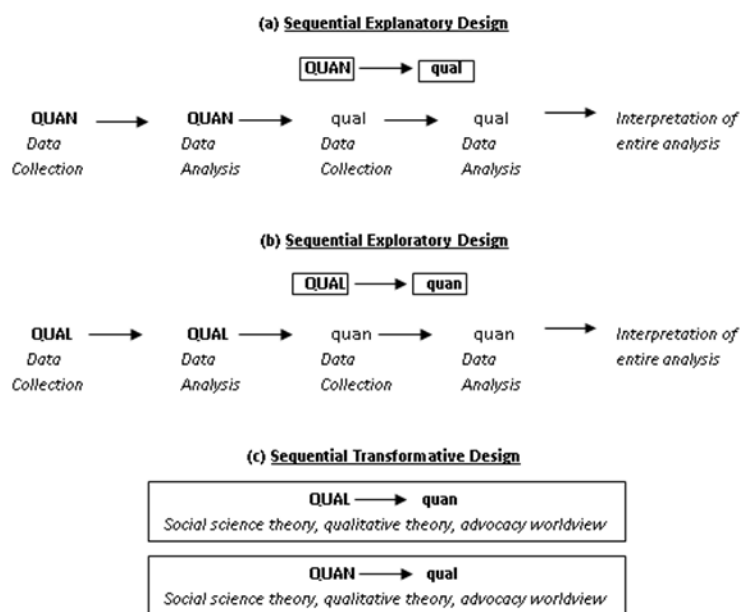 (a) Sequential Explanatory Design
QUAN qual
QUAN QUAN qual qual Interpretation of
Data Data Data Data entire analysis
Collection Analysis Collection Analysis
(b) Sequential Exploratory Design
QUAL quan
QUAL QUAL quan quan Interpretation of
Data Data Data Data entire analysis
Collection Analysis Collection Analysis
(c) Sequential Transformative Design
QUAL quan
Social science theory, qualitative theory, advocacy worldview
QUAN qual
Social science theory, qualitative theory, advocacy worldview